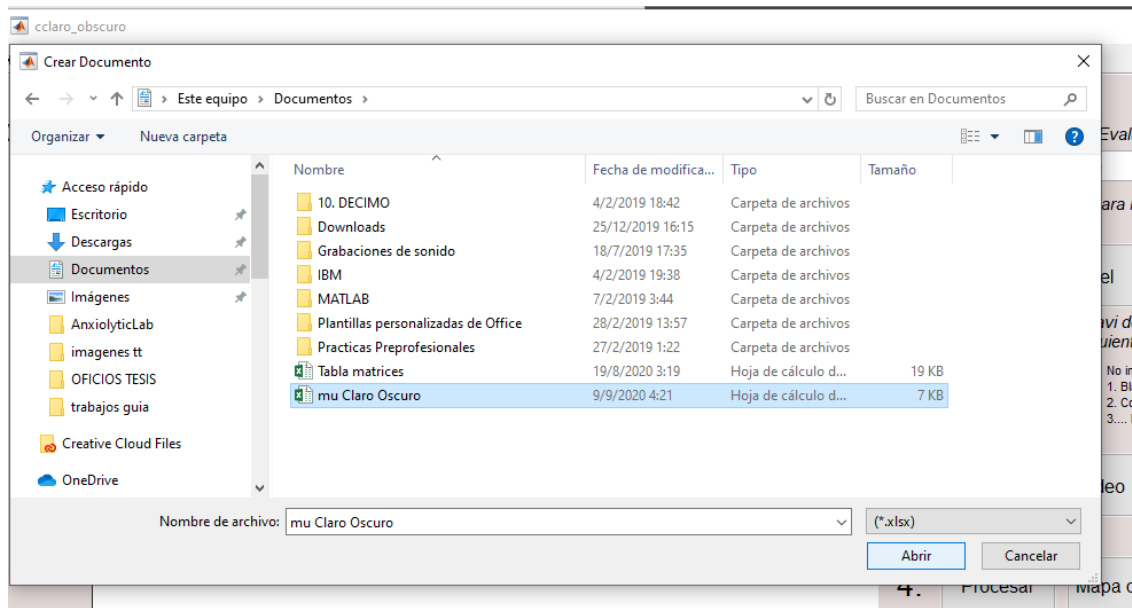 cclaro_obscuro
Crear Documento
Este equipo > Documentos >
Buscar en Documentos
Organizar
Nueva carpeta
Nombre
Fecha de modifica...
Tipo
Tamaño
Acceso rápido
Escritorio
Descargas
Documentos
Imágenes
AnxiolyticLab
imagenes tt
OFICIOS TESIS
trabajos guia
Creative Cloud Files
OneDrive
10. DECIMO 4/2/2019 18:42 Carpeta de archivos
Downloads 25/12/2019 16:15 Carpeta de archivos
Grabaciones de sonido 18/7/2019 17:35 Carpeta de archivos
IBM 4/2/2019 19:38 Carpeta de archivos
MATLAB 7/2/2019 3:44 Carpeta de archivos
Plantillas personalizadas de Office 28/2/2019 13:57 Carpeta de archivos
Practicas Preprofesionales 27/2/2019 1:22 Carpeta de archivos
Tabla matrices 19/8/2020 3:19 Hoja de cálculo d... 19 KB
mu Claro Oscuro 9/9/2020 4:21 Hoja de cálculo d... 7 KB
Nombre de archivo: mu Claro Oscuro
(*.xlsx)
Abrir
Cancelar
4. Procesar